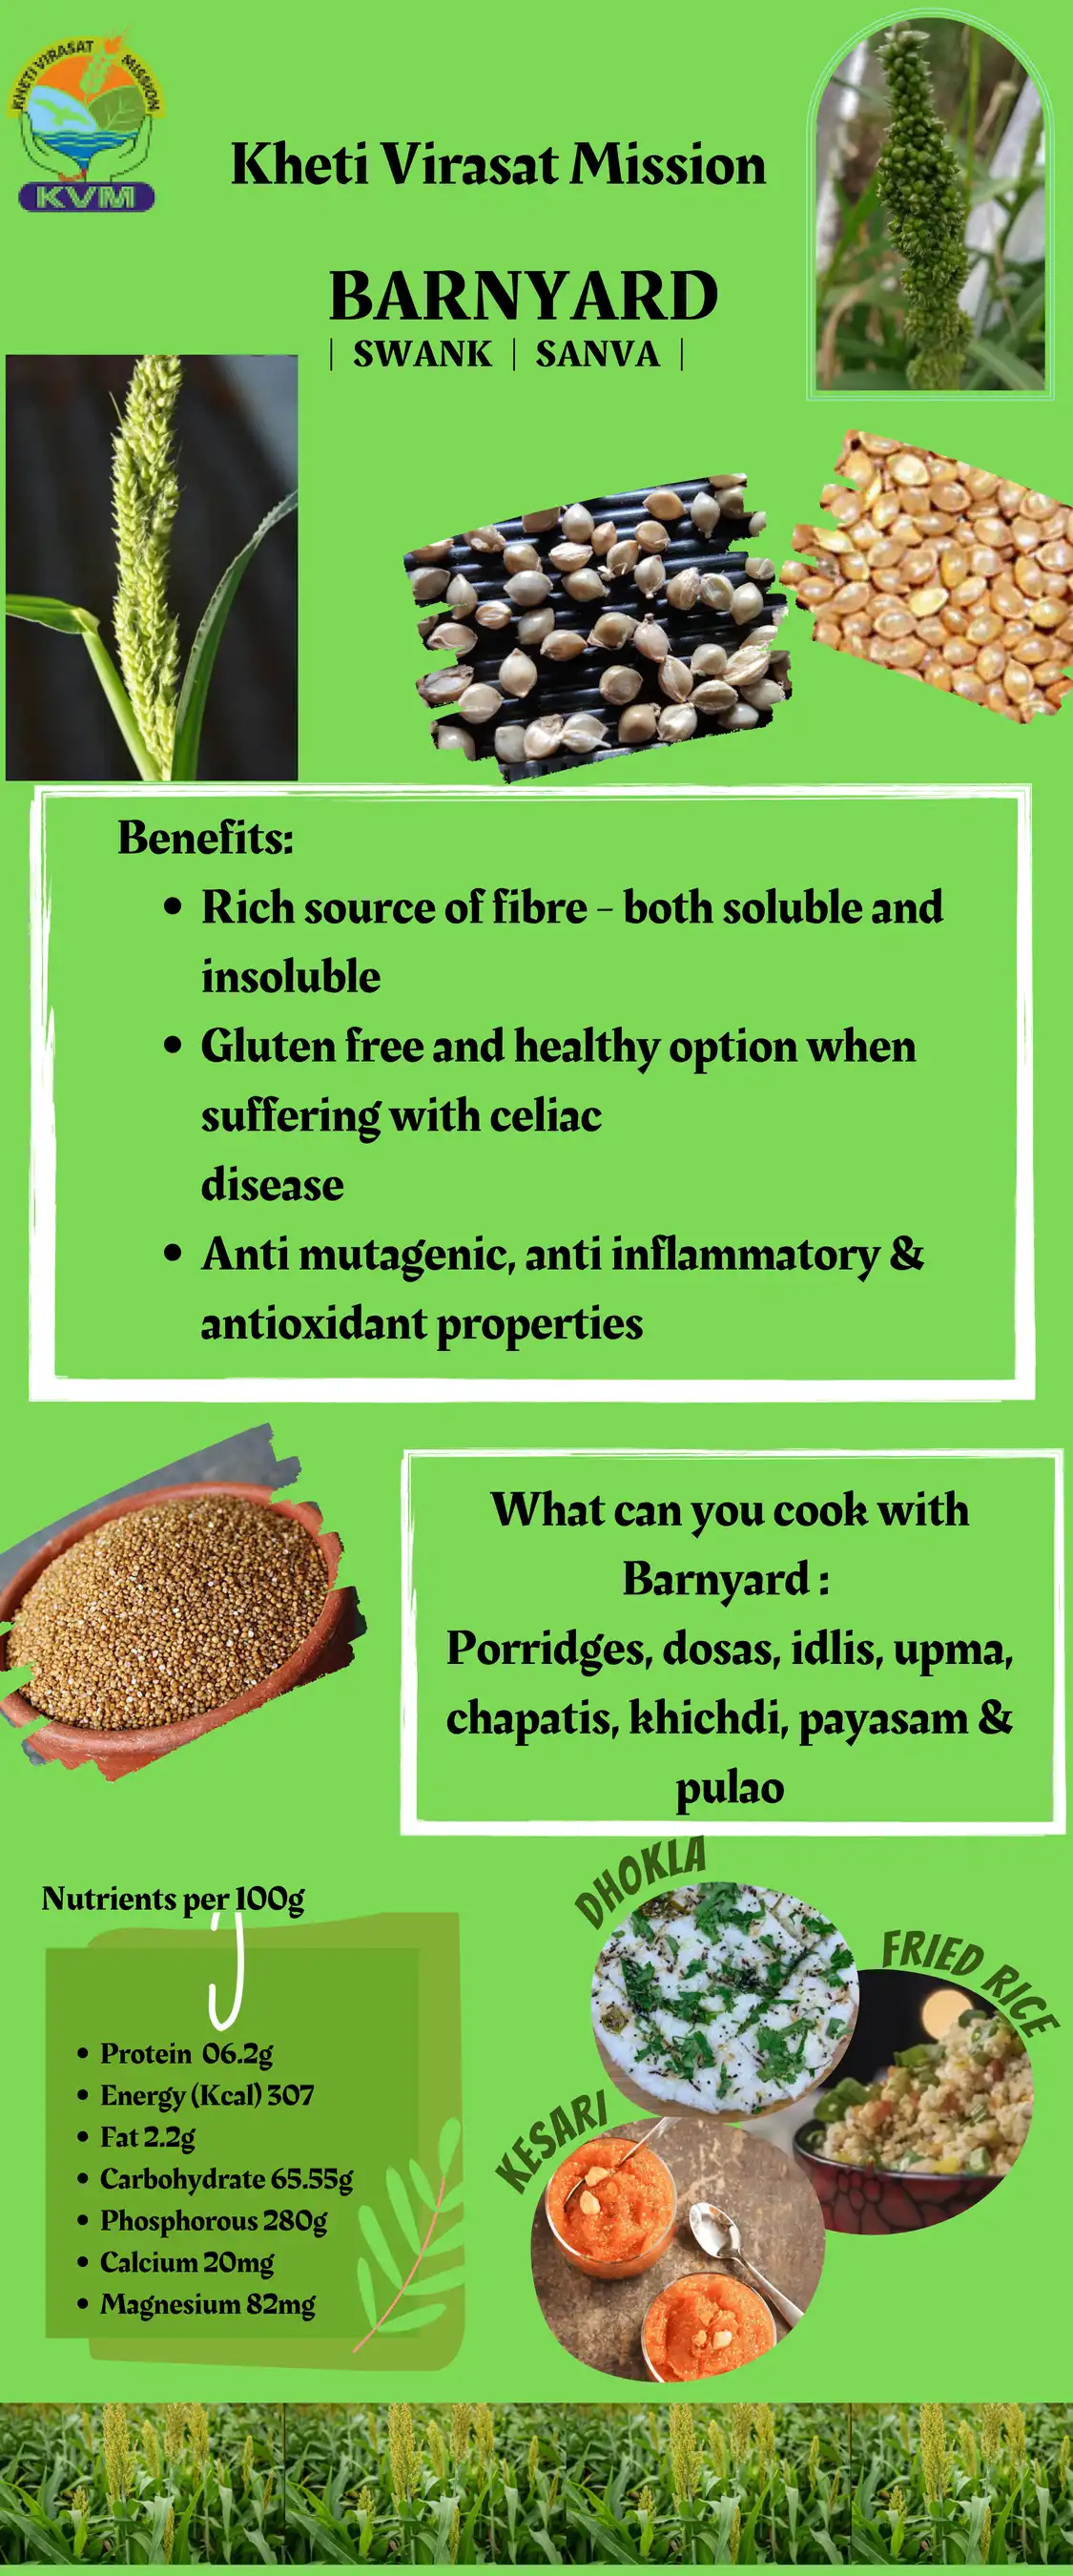 KHETI VIRASAT MISSION
KVM
Kheti Virasat Mission
BARNYARD
| SWANK | SANVA |
Benefits:
• Rich source of fibre - both soluble and
insoluble
• Gluten free and healthy option when
suffering with celiac
disease
• Anti mutagenic, anti inflammatory &
antioxidant properties
What can you cook with
Barnyard :
Porridges, dosas, idlis, upma,
chapatis, khichdi, payasam &
pulao
Nutrients per 100g
• Protein 06.2g
• Energy (Kcal) 307
• Fat 2.2g
• Carbohydrate 65.55g
• Phosphorous 280g
• Calcium 20mg
• Magnesium 82mg
DHOKLA
FRIED RICE
KESARI